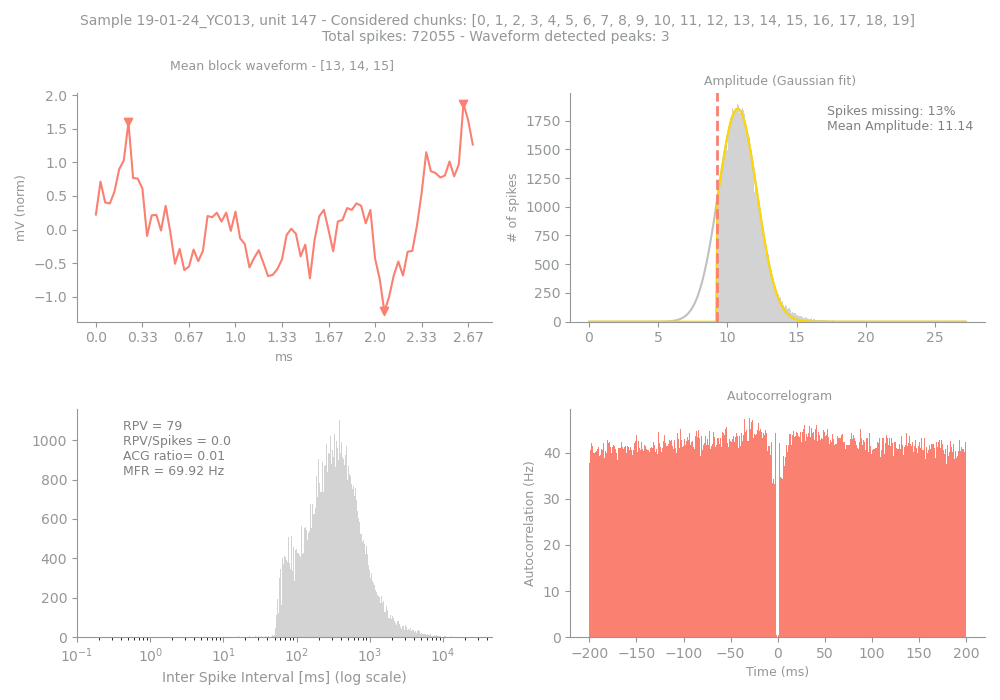 Sample 19-01-24_YC013, unit 147 - Considered chunks: [0, 1, 2, 3, 4, 5, 6, 7, 8, 9, 10, 11, 12, 13, 14, 15, 16, 17, 18, 19]
Total spikes: 72055 - Waveform detected peaks: 3
Mean block waveform - [13, 14, 15]
mV (norm)
2.0
1.5
1.0
0.5
0.0
−0.5
−1.0
0.0 0.33 0.67 1.0 1.33 1.67 2.0 2.33 2.67
ms
Amplitude (Gaussian fit)
Spikes missing: 13%
Mean Amplitude: 11.14
# of spikes
1750
1500
1250
1000
750
500
250
0
0 5 10 15 20 25
RPV = 79
RPV/Spikes = 0.0
ACG ratio= 0.01
MFR = 69.92 Hz
1000
800
600
400
200
0
10⁻¹ 10⁰ 10¹ 10² 10³ 10⁴
Inter Spike Interval [ms] (log scale)
Autocorrelogram
Autocorrelation (Hz)
40
30
20
10
0
−200 −150 −100 −50 0 50 100 150 200
Time (ms)